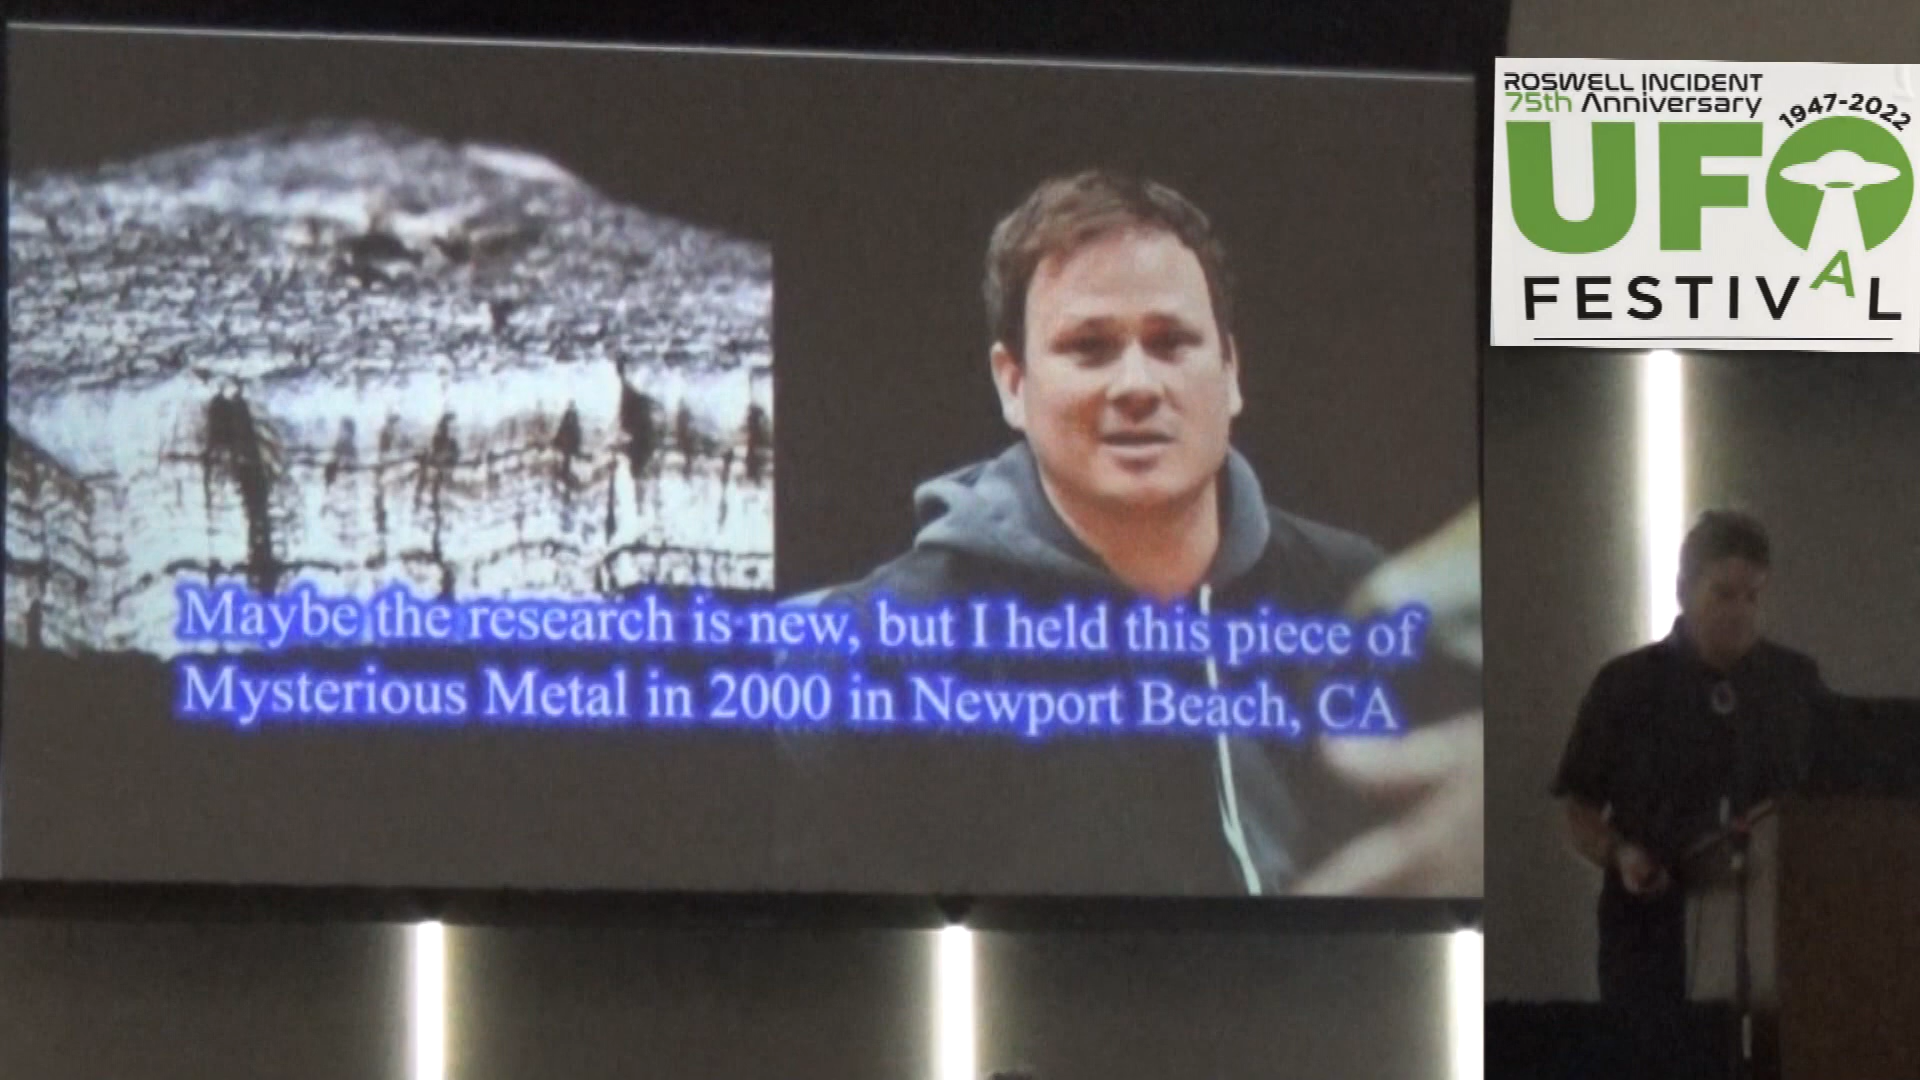 Maybe the research is new, but I held this piece of
Mysterious Metal in 2000 in Newport Beach, CA
ROSWELL INCIDENT
75th Anniversary
1947-2022
UFO
FESTIVAL